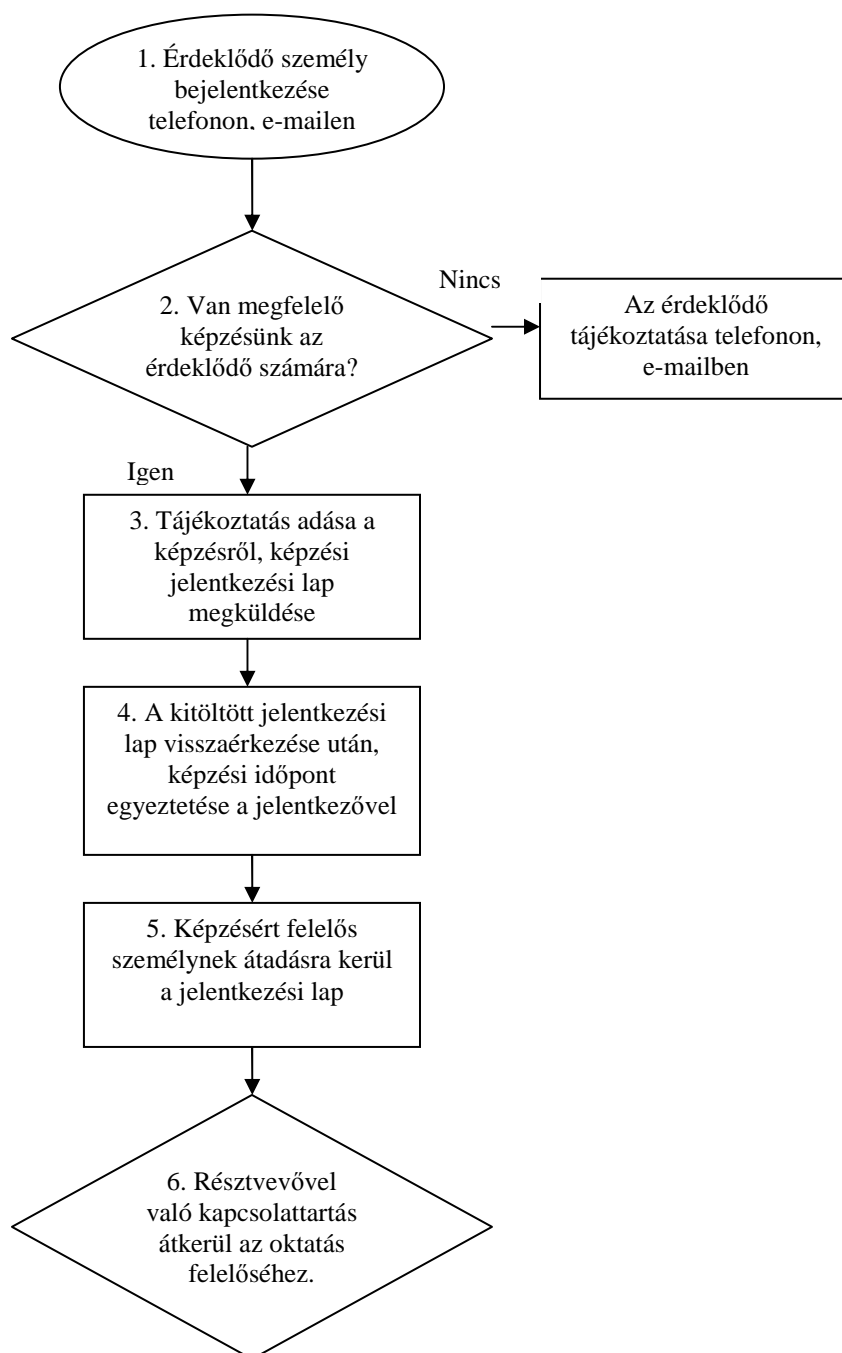 1. Érdeklődő személy
bejelentkezése
telefonon, e-mailen
Nincs
2. Van megfelelő
képzésünk az
érdeklődő számára?
Az érdeklődő
tájékoztatása telefonon,
e-mailben
Igen
3. Tájékoztatás adása a
képzésről, képzési
jelentkezési lap
megküldése
4. A kitöltött jelentkezési
lap visszaérkezése után,
képzési időpont
egyeztetése a jelentkezővel
5. Képzésért felelős
személynek átadásra kerül
a jelentkezési lap
6. Résztvevővel
való kapcsolattartás
átkerül az oktatás
felelőséhez.